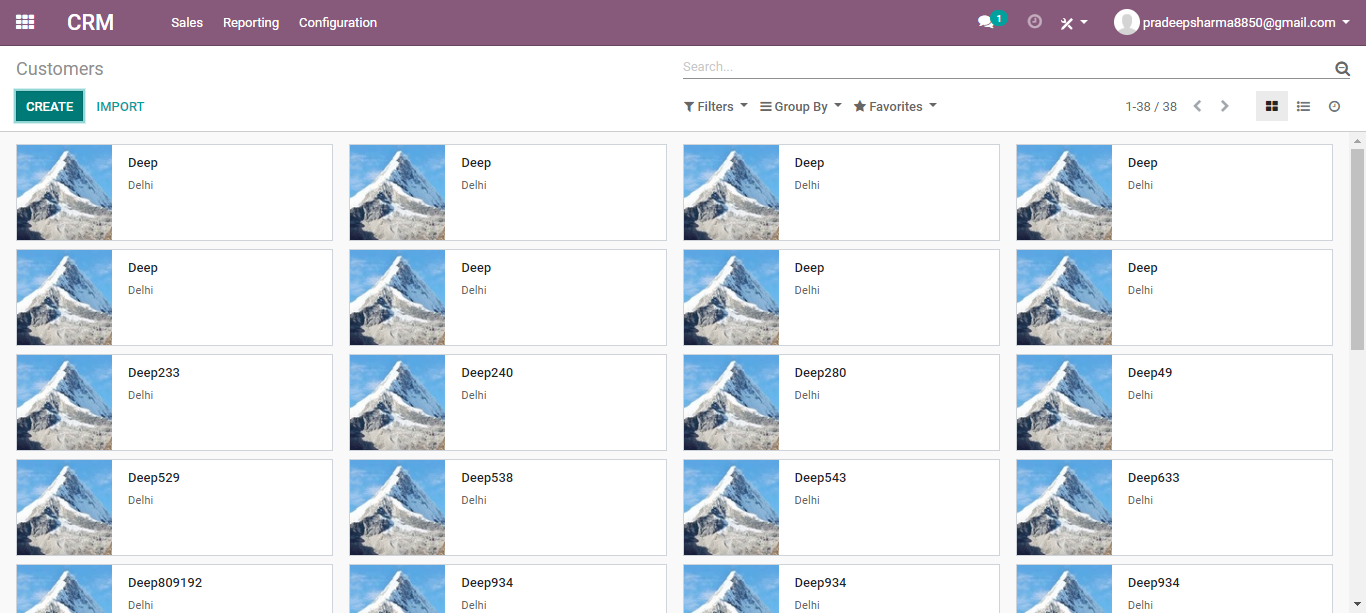 CRM Sales Reporting Configuration 1 pradeepsharma8850@gmail.com
Customers Search...
CREATE IMPORT Filters Group By Favorites 1-38 / 38
Deep Deep Deep Deep
Delhi Delhi Delhi Delhi
Deep Deep Deep Deep
Delhi Delhi Delhi Delhi
Deep233 Deep240 Deep280 Deep49
Delhi Delhi Delhi Delhi
Deep529 Deep538 Deep543 Deep633
Delhi Delhi Delhi Delhi
Deep809192 Deep934 Deep934 Deep934
Delhi Delhi Delhi Delhi